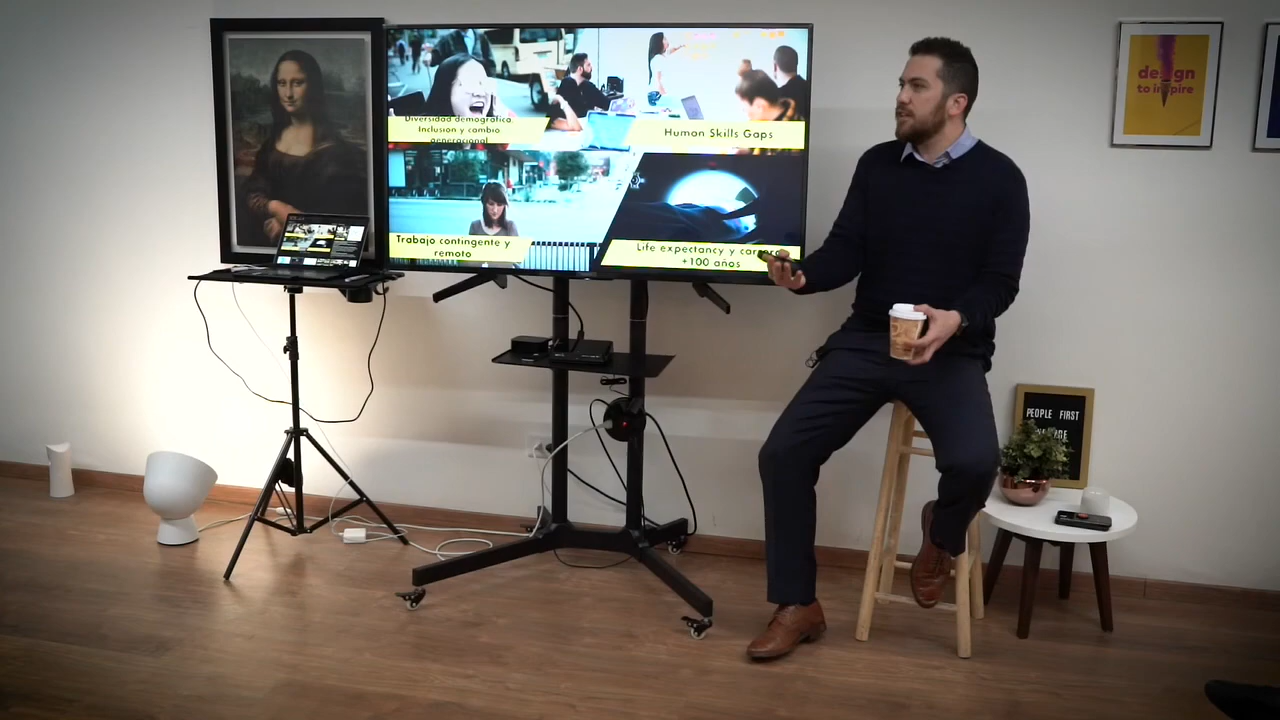 Diversidad demográfica.
Inclusion y cambio
generacional
Human Skills Gaps
Trabajo contingente y
remoto
Life expectancy y carrera
+100 años
design
to inspire
PEOPLE FIRST